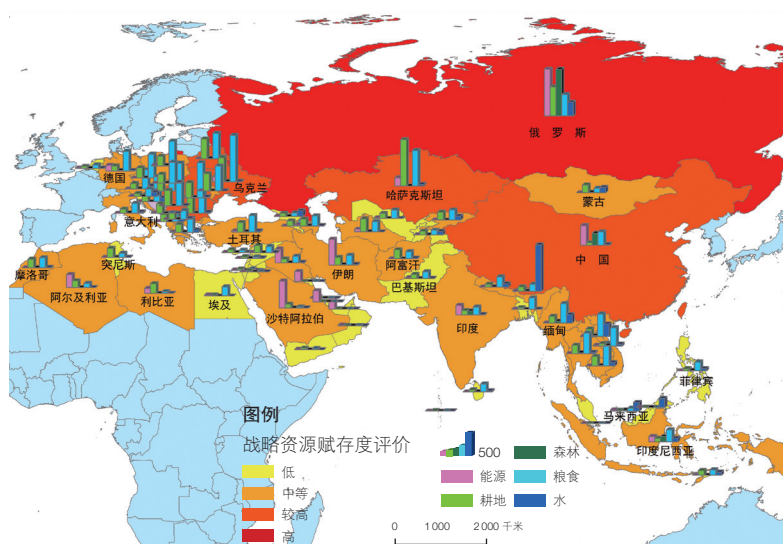 俄罗斯
德国
乌克兰
哈萨克斯坦
蒙古
意大利
土耳其
中国
摩洛哥
突尼斯
伊朗
阿富汗
阿尔及利亚
利比亚
埃及
沙特阿拉伯
巴基斯坦
印度
缅甸
菲律宾
马来西亚
印度尼西亚
图例
战略资源赋存度评价
低
中等
较高
高
500
能源
耕地
森林
粮食
水
0 1 000 2 000 千米